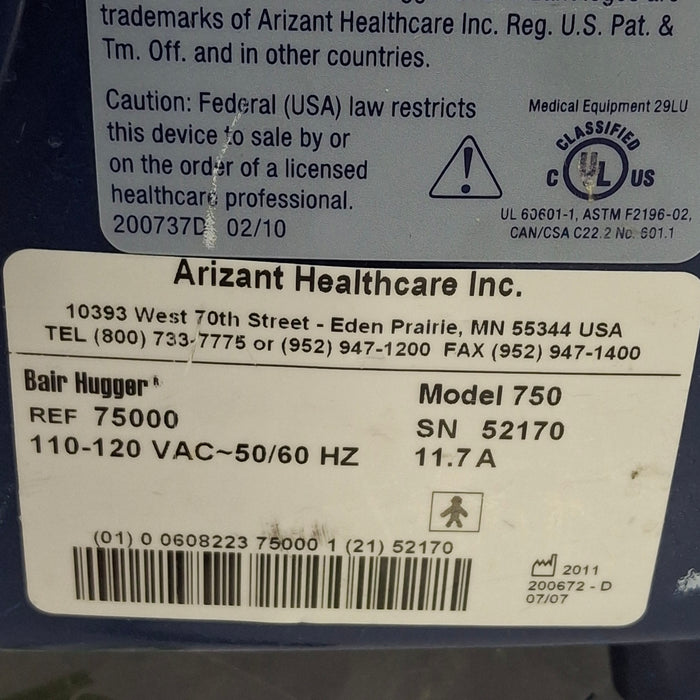 trademarks of Arizant Healthcare Inc. Reg. U.S. Pat. &
Tm. Off. and in other countries.
Caution: Federal (USA) law restricts
this device to sale by or
on the order of a licensed
healthcare professional.
200737D 02/10
Medical Equipment 29LU
CLASSIFIED
C UL US
UL 60601-1, ASTM F2196-02,
CAN/CSA C22.2 No. 601.1
Arizant Healthcare Inc.
10393 West 70th Street - Eden Prairie, MN 55344 USA
TEL (800) 733-7775 or (952) 947-1200 FAX (952) 947-1400
Bair Hugger®
REF 75000
110-120 VAC~50/60 HZ
Model 750
SN 52170
11.7 A
(01) 0 0608223 75000 1 (21) 52170
2011
200672 - D
07/07